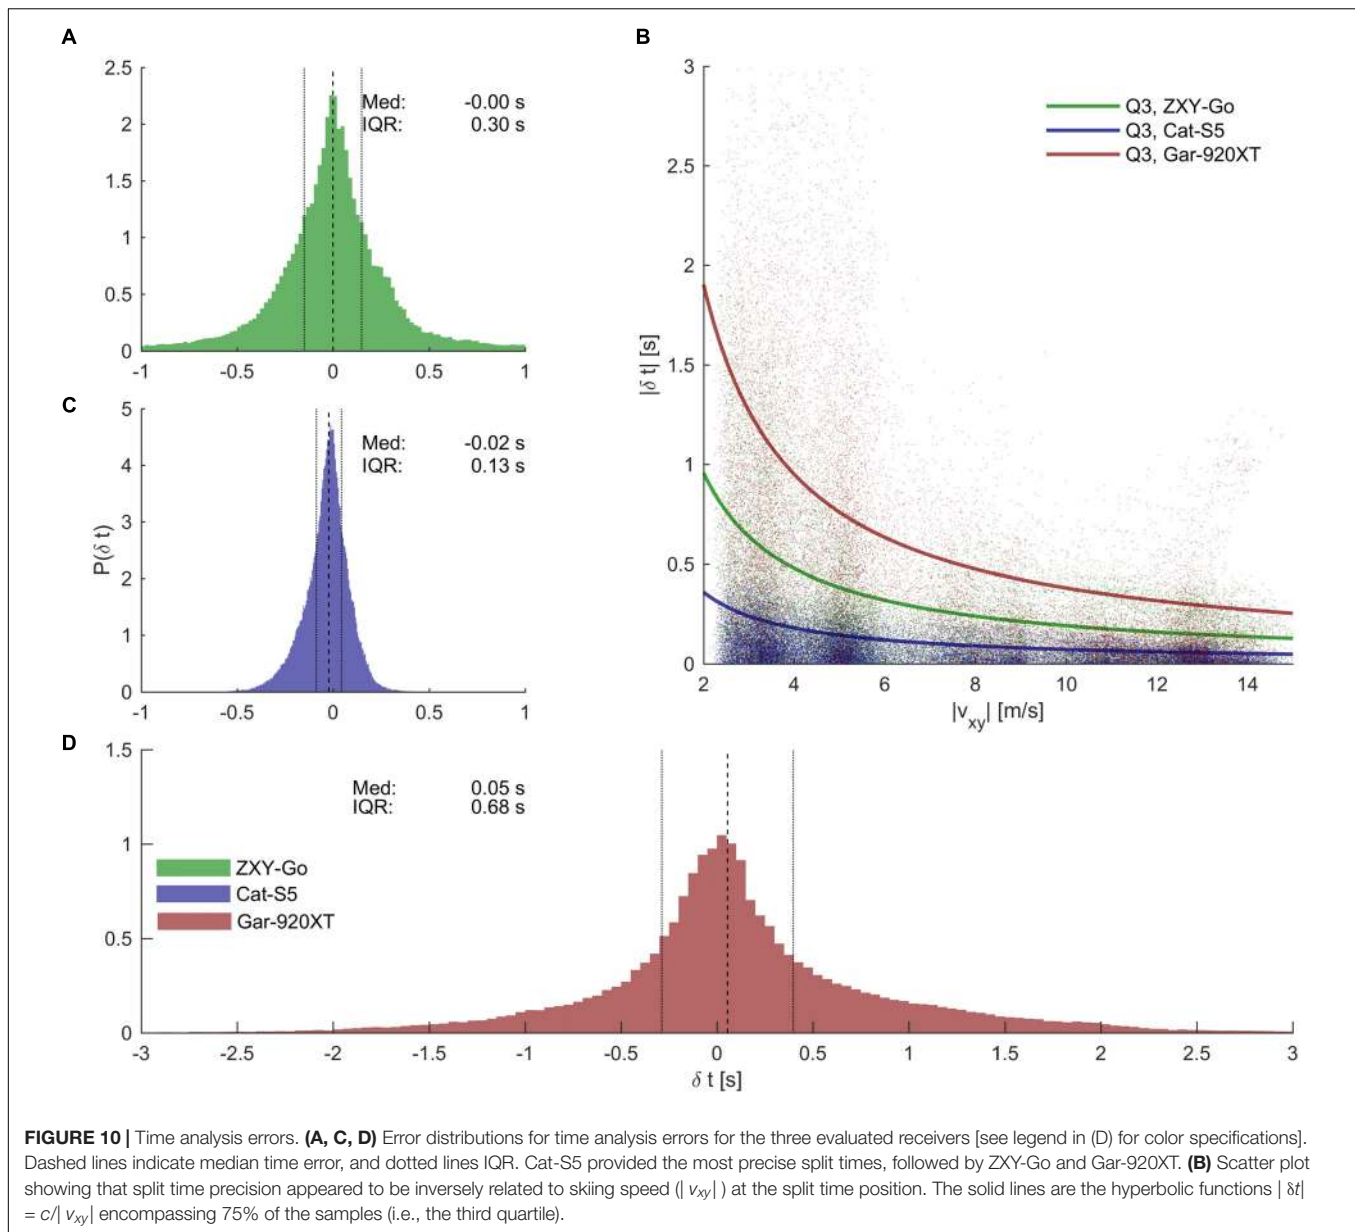 A
2.5
2
1.5
1
0.5
0
-1
-0.5
0
0.5
1
Med: -0.00 s
IQR: 0.30 s
B
3
2.5
2
1.5
1
0.5
0
|δ t| [s]
2
4
6
8
10
12
14
|vxy| [m/s]
Q3, ZXY-Go
Q3, Cat-S5
Q3, Gar-920XT
C
5
4
3
2
1
0
P(δ t)
-1
-0.5
0
0.5
1
Med: -0.02 s
IQR: 0.13 s
D
1.5
1
0.5
0
Med: 0.05 s
IQR: 0.68 s
ZXY-Go
Cat-S5
Gar-920XT
-3
-2.5
-2
-1.5
-1
-0.5
0
0.5
1
1.5
2
2.5
3
δ t [s]
FIGURE 10 | Time analysis errors. (A, C, D) Error distributions for time analysis errors for the three evaluated receivers [see legend in (D) for color specifications].
Dashed lines indicate median time error, and dotted lines IQR. Cat-S5 provided the most precise split times, followed by ZXY-Go and Gar-920XT. (B) Scatter plot
showing that split time precision appeared to be inversely related to skiing speed (| vxy| ) at the split time position. The solid lines are the hyperbolic functions | δt|
= c/| vxy| encompassing 75% of the samples (i.e., the third quartile).